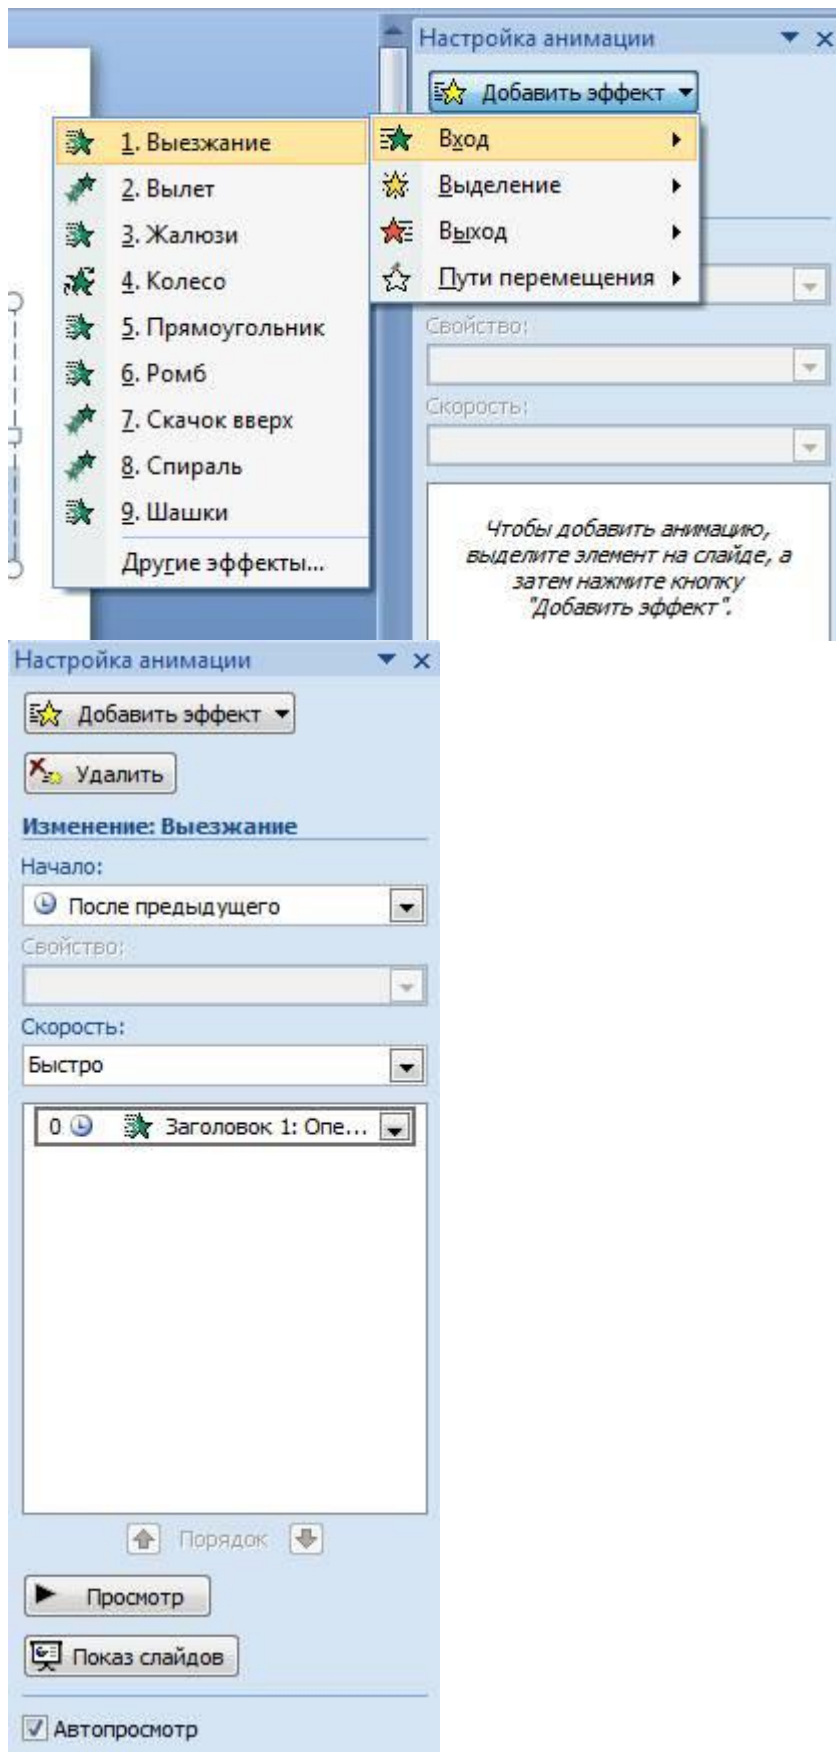 Настройка анимации
Добавить эффект
Вход
Выделение
Выход
Пути перемещения
1. Выезжание
2. Вылет
3. Жалюзи
4. Колесо
5. Прямоугольник
6. Ромб
7. Скачок вверх
8. Спираль
9. Шашки
Другие эффекты...
Свойство:
Скорость:
Чтобы добавить анимацию,
выделите элемент на слайде, а
затем нажмите кнопку
"Добавить эффект".
Настройка анимации
Добавить эффект
Удалить
Изменение: Выезжание
Начало:
После предыдущего
Свойство:
Скорость:
Быстро
0 Заголовок 1: Опе...
Порядок
Просмотр
Показ слайдов
Автопросмотр